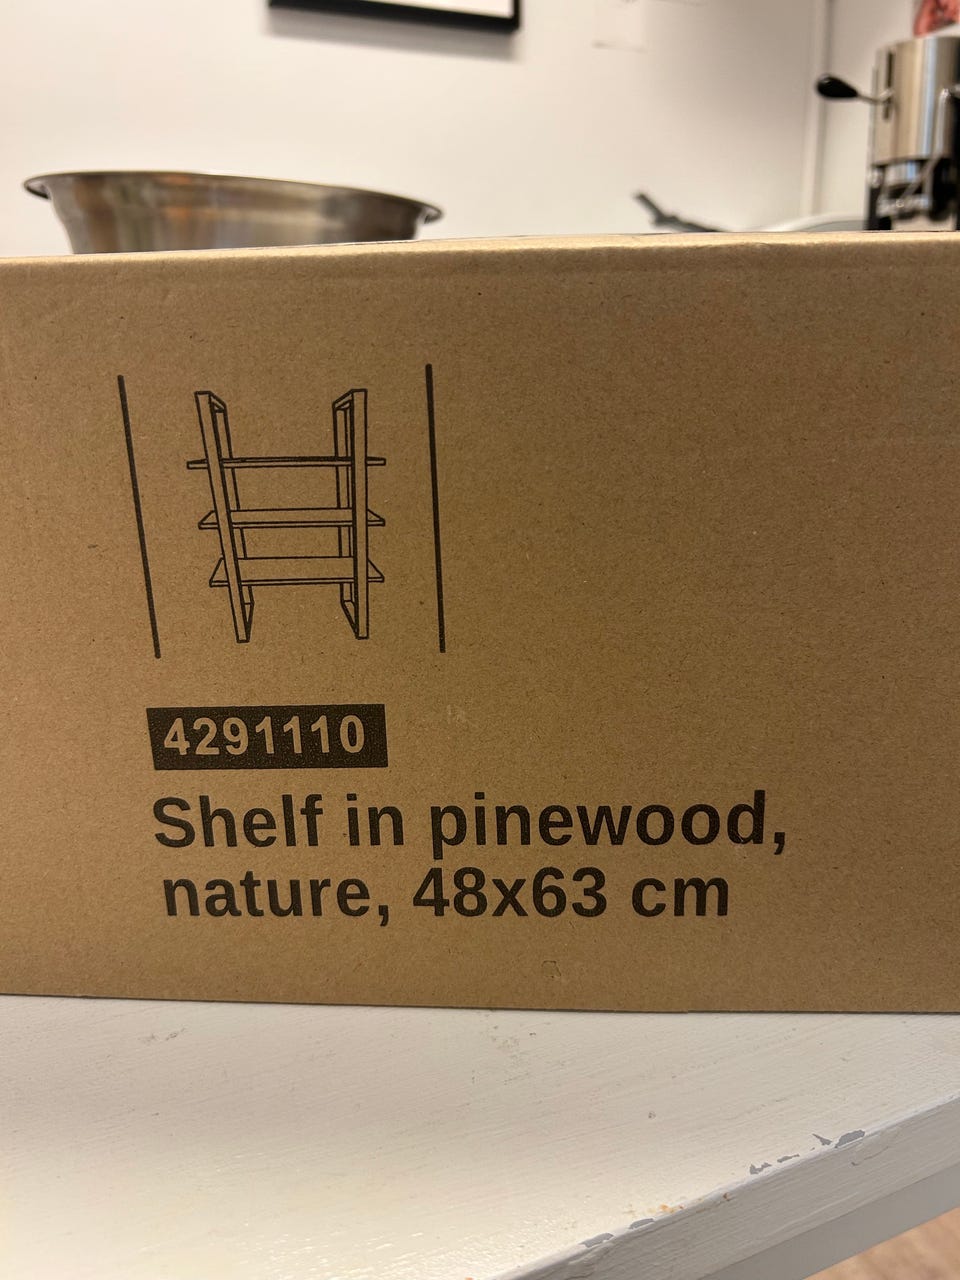 4291110
Shelf in pinewood,
nature, 48x63 cm